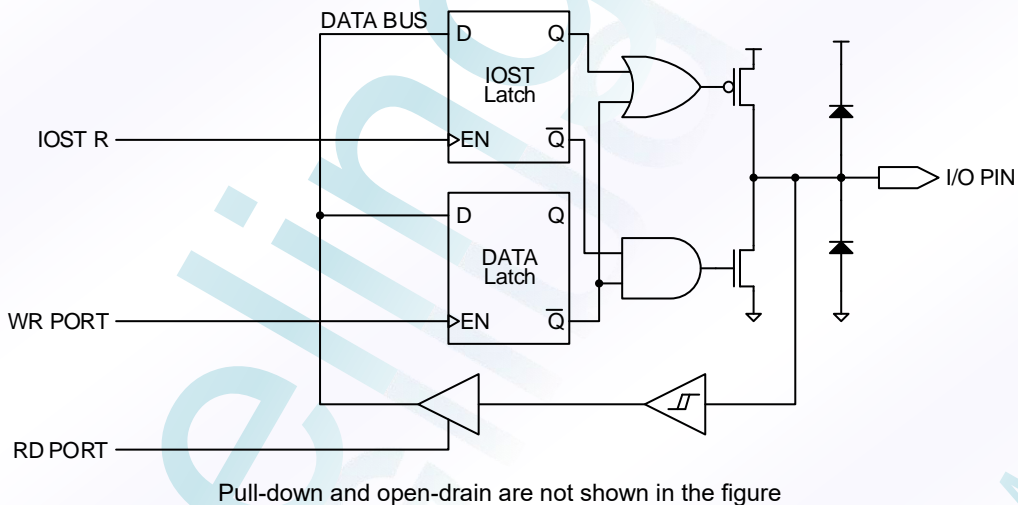 DATA BUS
D Q
IOST
Latch
IOST R
EN Q
D Q
DATA
Latch
WR PORT
EN Q
I/O PIN
RD PORT
Pull-down and open-drain are not shown in the figure